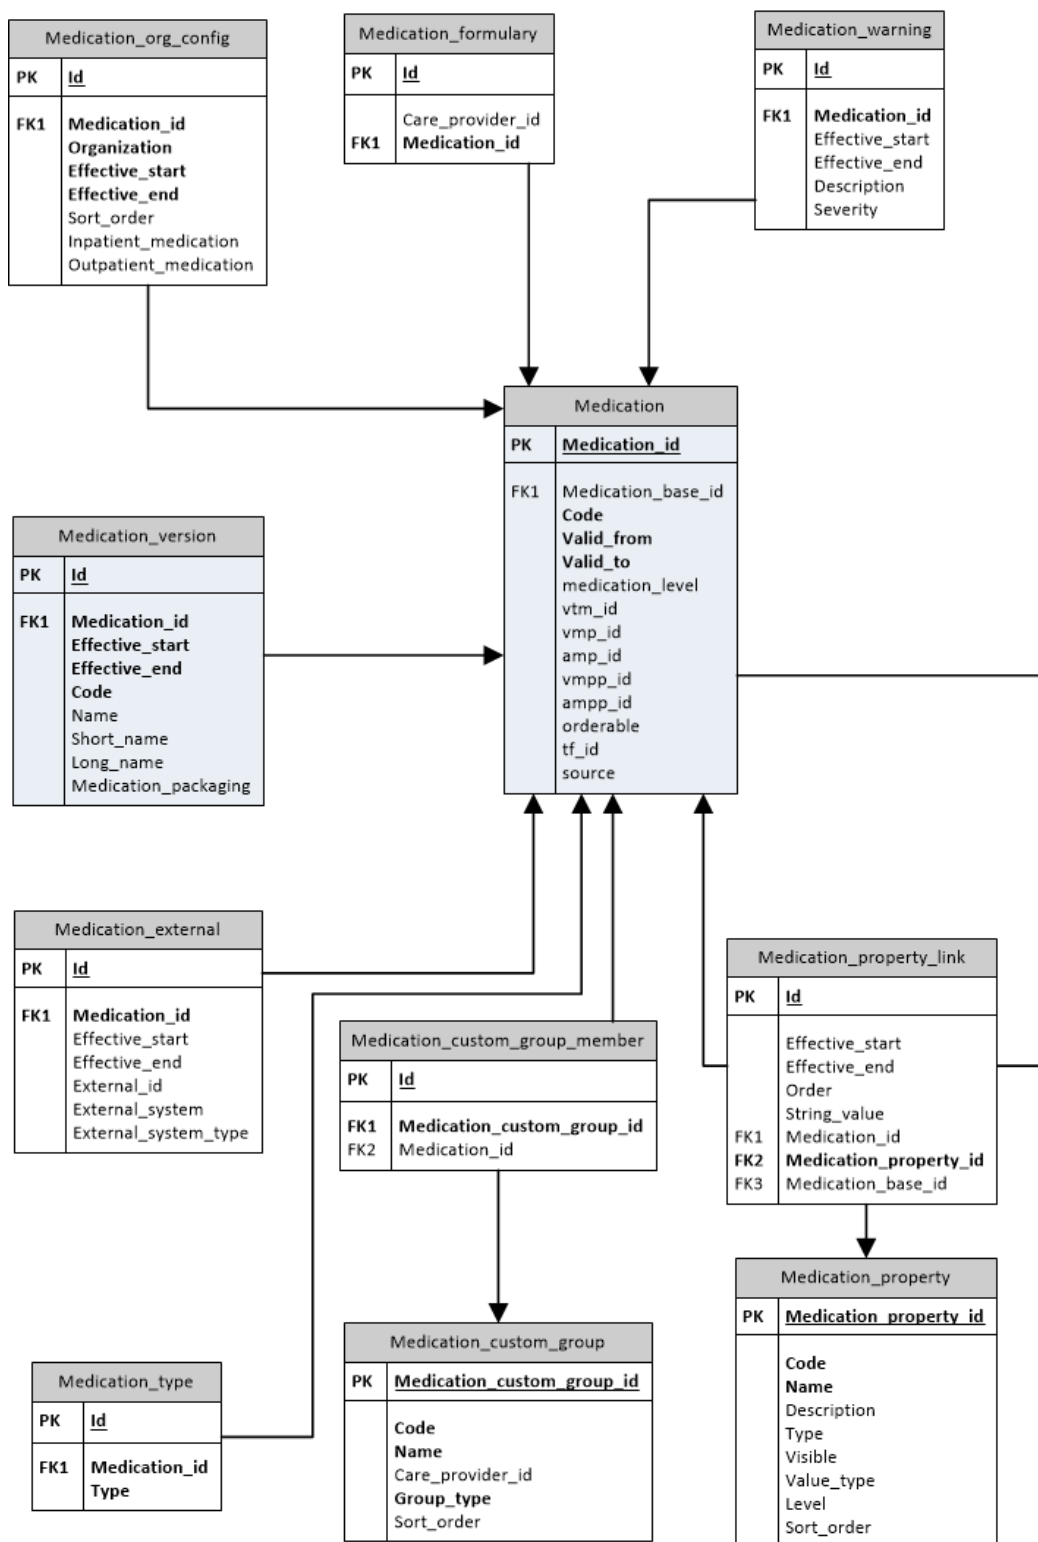 Medication_org_config
PK Id
FK1 Medication_id
Organization
Effective_start
Effective_end
Sort_order
Inpatient_medication
Outpatient_medication
Medication_formulary
PK Id
Care_provider_id
FK1 Medication_id
Medication_warning
PK Id
FK1 Medication_id
Effective_start
Effective_end
Description
Severity
Medication
PK Medication_id
FK1 Medication_base_id
Code
Valid_from
Valid_to
medication_level
vtm_id
vmp_id
amp_id
vmpp_id
ampp_id
orderable
tf_id
source
Medication_version
PK Id
FK1 Medication_id
Effective_start
Effective_end
Code
Name
Short_name
Long_name
Medication_packaging
Medication_external
PK Id
FK1 Medication_id
Effective_start
Effective_end
External_id
External_system
External_system_type
Medication_custom_group_member
PK Id
FK1 Medication_custom_group_id
FK2 Medication_id
Medication_property_link
PK Id
Effective_start
Effective_end
Order
String_value
FK1 Medication_id
FK2 Medication_property_id
FK3 Medication_base_id
Medication_type
PK Id
FK1 Medication_id
Type
Medication_custom_group
PK Medication_custom_group_id
Code
Name
Care_provider_id
Group_type
Sort_order
Medication_property
PK Medication_property_id
Code
Name
Description
Type
Visible
Value_type
Level
Sort_order